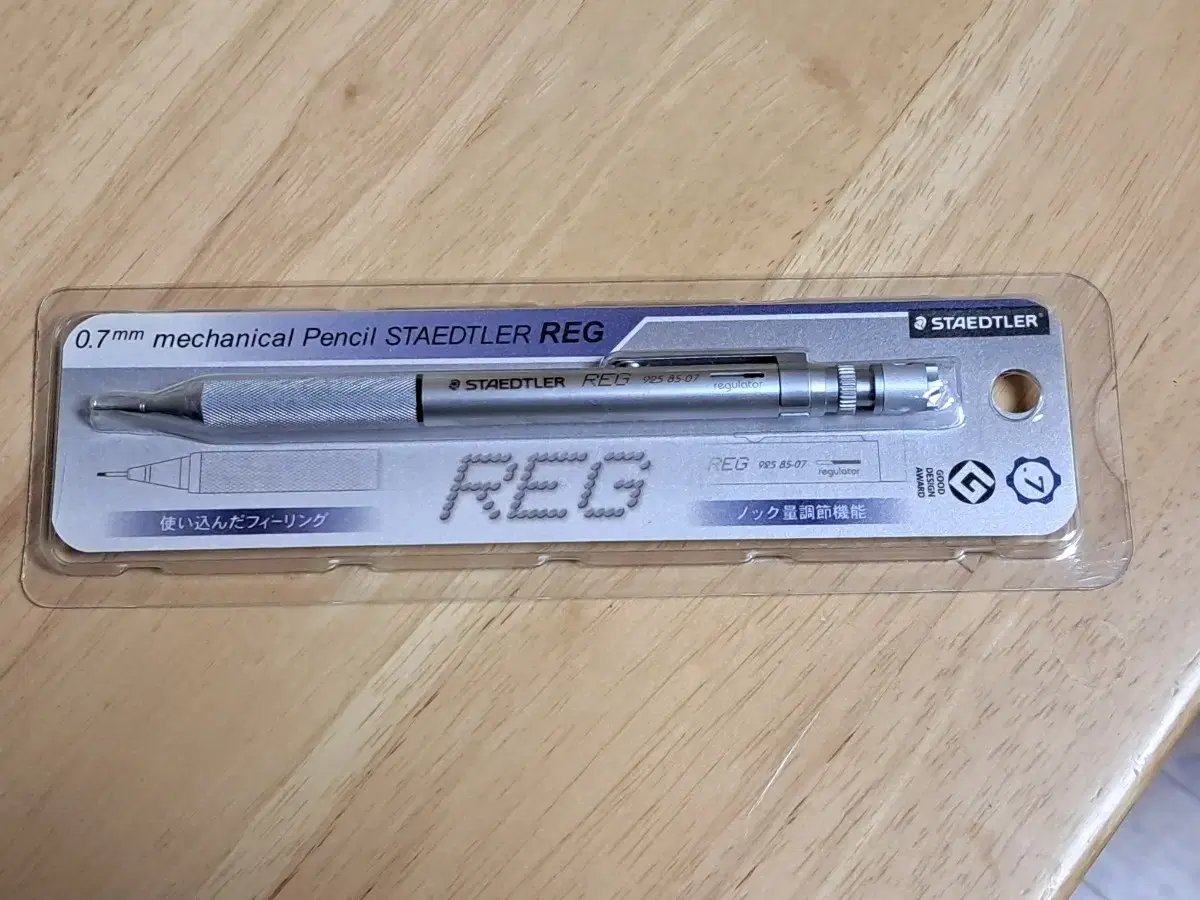 0.7mm mechanical Pencil STAEDTLER REG
STAEDTLER
STAEDTLER REG 925 85-07 regulator
REG
REG 925 85-07 regulator
GOOD
DESIGN
AWARD
.7
使い込んだフィーリング
ノック量調節機能